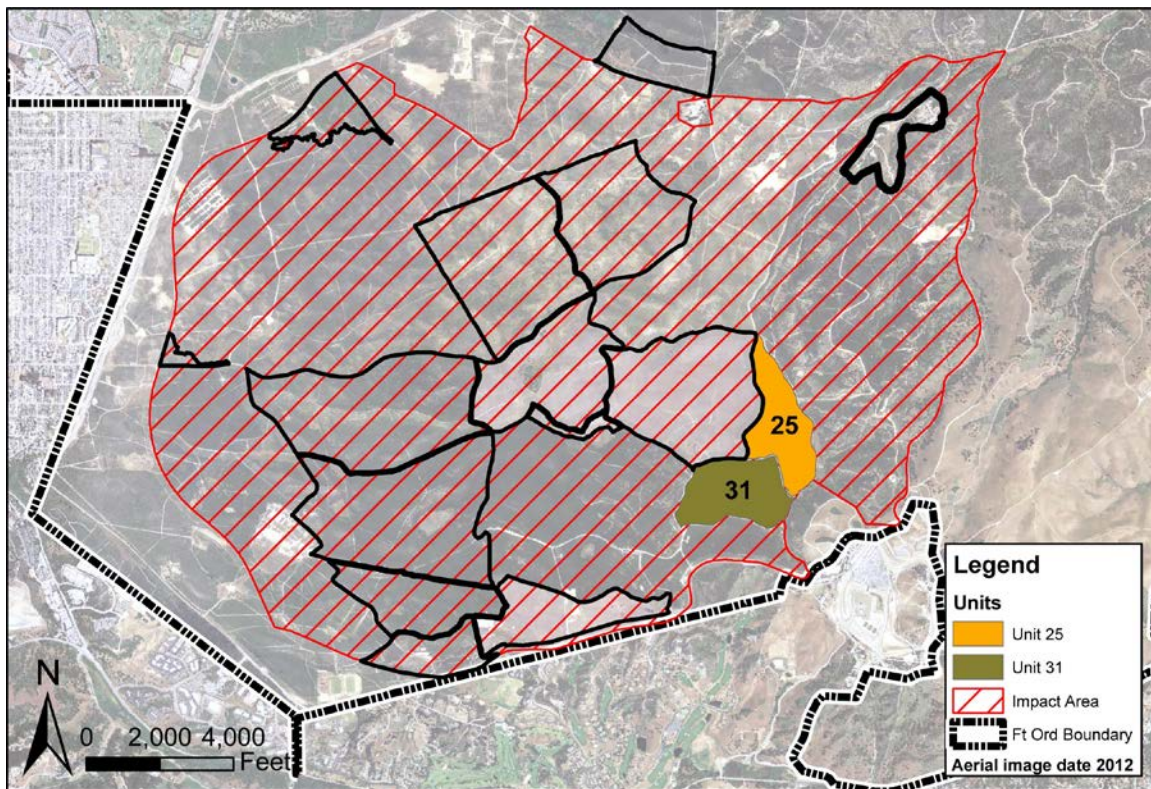 25
31
N
0 2,000 4,000
Feet
Legend
Units
Unit 25
Unit 31
Impact Area
Ft Ord Boundary
Aerial image date 2012